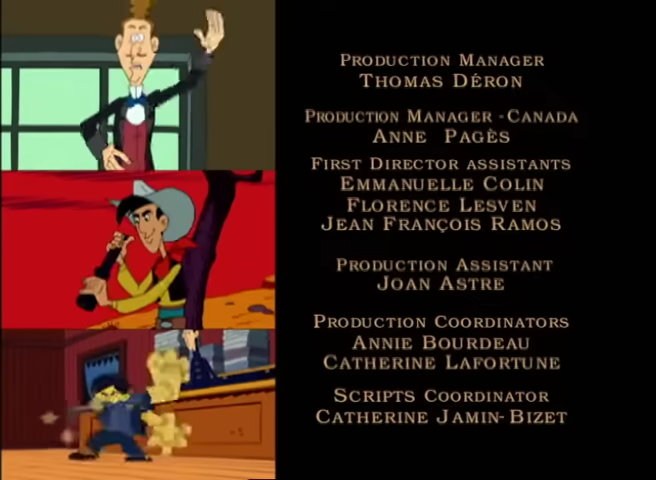 Production Manager
Thomas Déron
Production Manager - Canada
Anne Pagès
First Director assistants
Emmanuelle Colin
Florence Lesven
Jean François Ramos
Production Assistant
Joan Astre
Production Coordinators
Annie Bourdeau
Catherine Lafortune
Scripts Coordinator
Catherine Jamin-Bizet